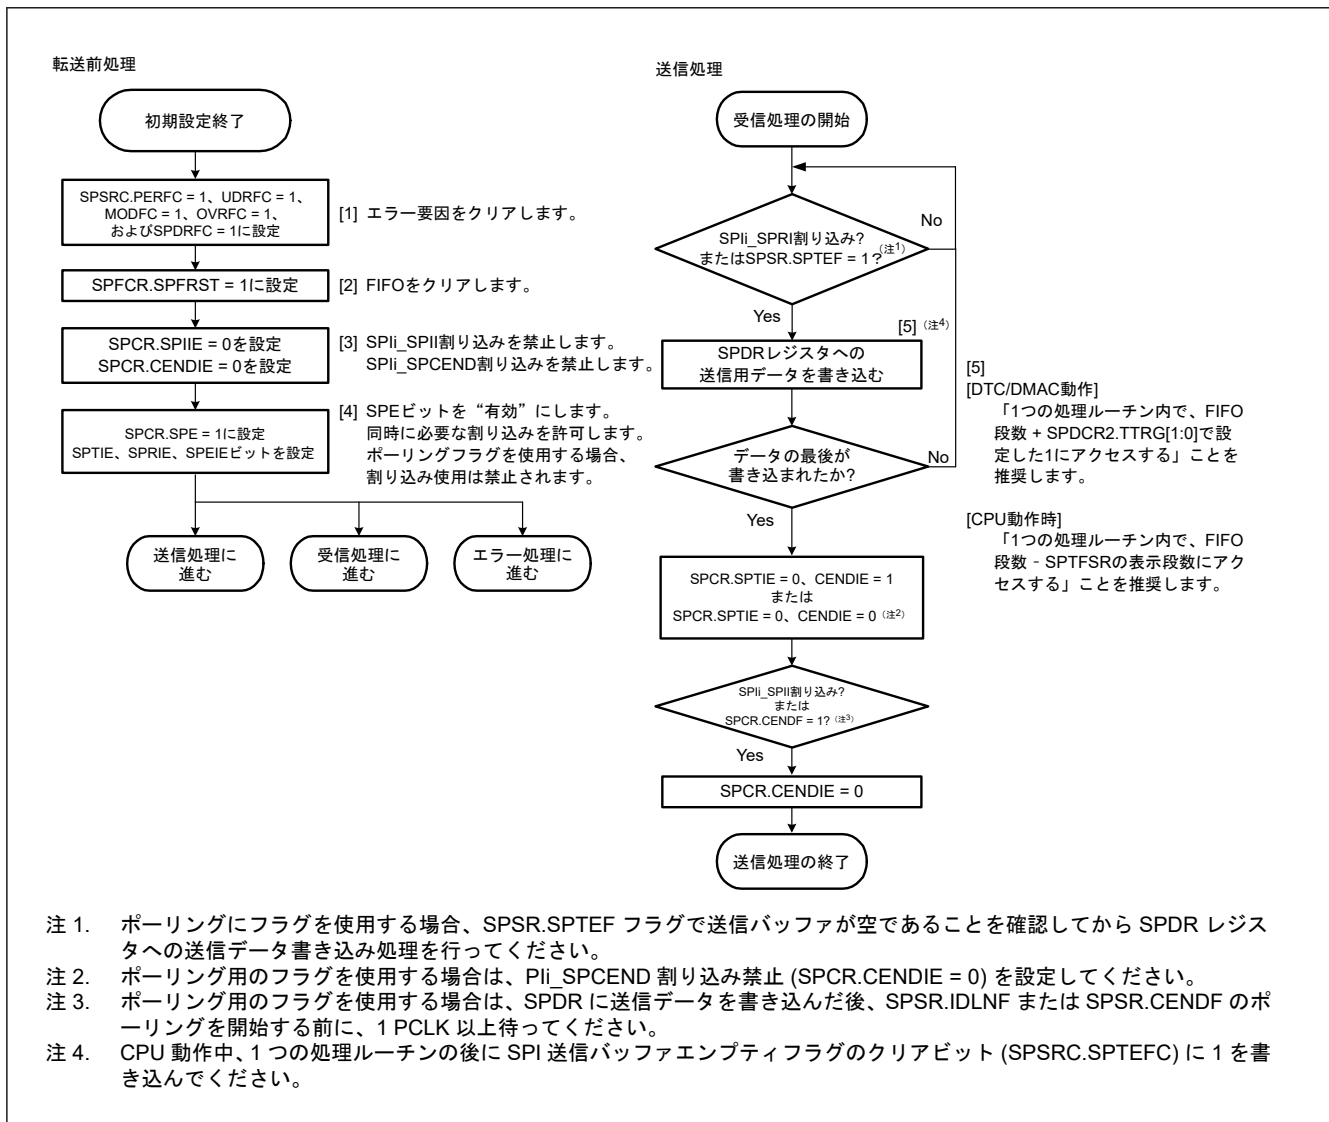 転送前処理
初期設定終了
SPSRC.PERFC = 1、UDRFC = 1、
MODFC = 1、OVRFC = 1、
およびSPDRFC = 1に設定
[1] エラー要因をクリアします。
SPFCR.SPFRST = 1に設定
[2] FIFOをクリアします。
SPCR.SPIIE = 0を設定
SPCR.CENDIE = 0を設定
[3] SPIi_SPII割り込みを禁止します。
SPIi_SPCEND割り込みを禁止します。
SPCR.SPE = 1に設定
SPTIE、SPRIE、SPEIEビットを設定
[4] SPEビットを“有効”にします。
同時に必要な割り込みを許可します。
ポーリングフラグを使用する場合、
割り込み使用は禁止されます。
送信処理に
進む
受信処理に
進む
エラー処理に
進む
送信処理
受信処理の開始
SPIi_SPRI割り込み?
またはSPSR.SPTEF = 1?(注1)
No
Yes
[5] (注4)
SPDRレジスタへの
送信用データを書き込む
データの最後が
書き込まれたか?
No
Yes
SPCR.SPTIE = 0、CENDIE = 1
または
SPCR.SPTIE = 0、CENDIE = 0 (注2)
SPIi_SPII割り込み?
または
SPCR.CENDF = 1? (注3)
Yes
SPCR.CENDIE = 0
送信処理の終了
[5]
[DTC/DMAC動作]
「1つの処理ルーチン内で、FIFO
段数 + SPDCR2.TTRG[1:0]で設
定した1にアクセスする」ことを
推奨します。
[CPU動作時]
「1つの処理ルーチン内で、FIFO
段数 - SPTFSRの表示段数にアク
セスする」ことを推奨します。
注 1. ポーリングにフラグを使用する場合、SPSR.SPTEF フラグで送信バッファが空であることを確認してから SPDR レジス
タへの送信データ書き込み処理を行ってください。
注 2. ポーリング用のフラグを使用する場合は、PIi_SPCEND 割り込み禁止 (SPCR.CENDIE = 0) を設定してください。
注 3. ポーリング用のフラグを使用する場合は、SPDR に送信データを書き込んだ後、SPSR.IDLNF または SPSR.CENDF のポ
ーリングを開始する前に、1 PCLK 以上待ってください。
注 4. CPU 動作中、1 つの処理ルーチンの後に SPI 送信バッファエンプティフラグのクリアビット (SPSRC.SPTEFC) に 1 を書
き込んでください。